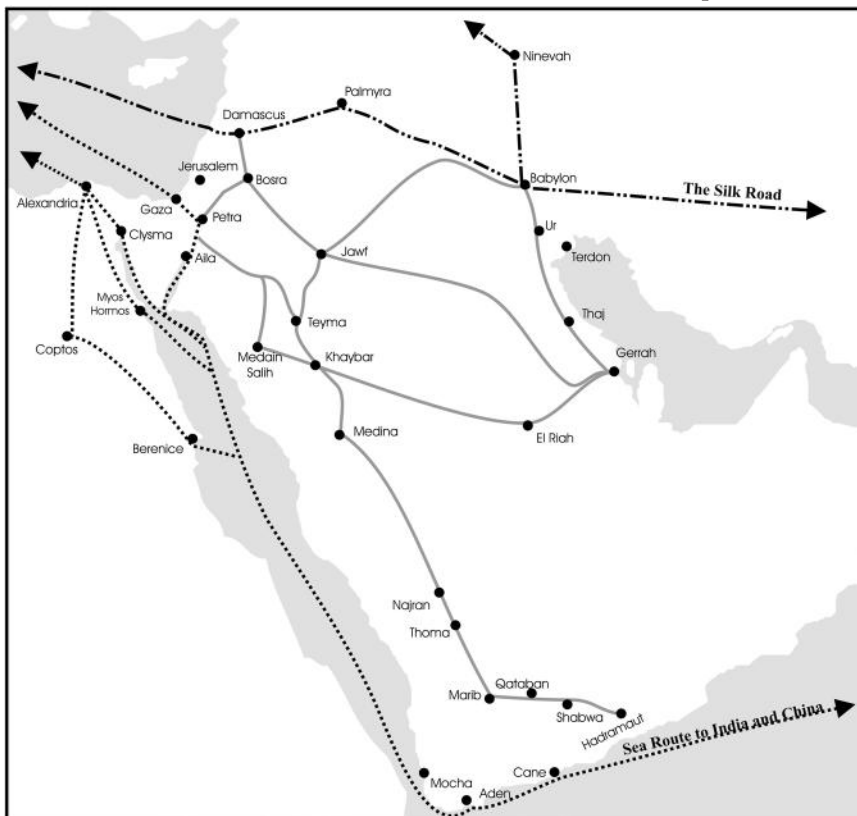 Ninevah
Palmyra
Damascus
Jerusalem
Bosra
Babylon
The Silk Road
Alexandria
Gaza
Petra
Clysma
Ur
Jawf
Terdon
Aila
Myos
Hormos
Teyma
Thaj
Coptos
Medain
Salih
Khaybar
Gerrah
Medina
El Riah
Berenice
Najran
Thoma
Qataban
Marib
Shabwa
Hadramaut
Sea Route to India and China
Cane
Mocha
Aden